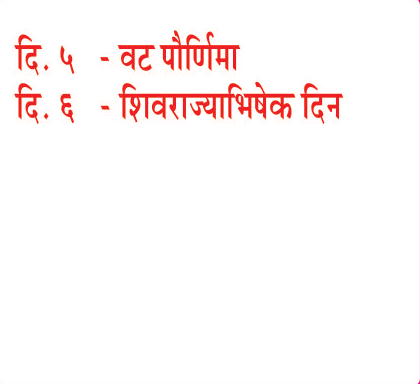 दि. ५ - वट पौर्णिमा
दि. ६ - शिवराज्याभिषेक दिन